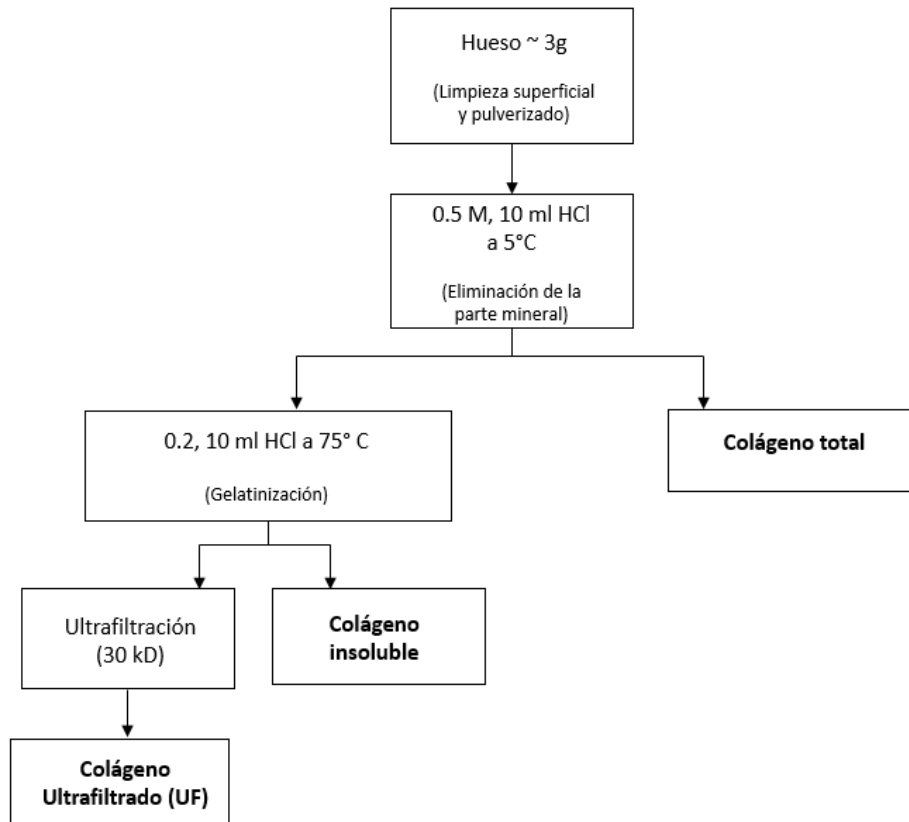 Hueso ~ 3g
(Limpieza superficial
y pulverizado)
0.5 M, 10 ml HCl
a 5°C
(Eliminación de la
parte mineral)
0.2, 10 ml HCl a 75° C
(Gelatinización)
Colágeno total
Ultrafiltración
(30 kD)
Colágeno
insoluble
Colágeno
Ultrafiltrado (UF)